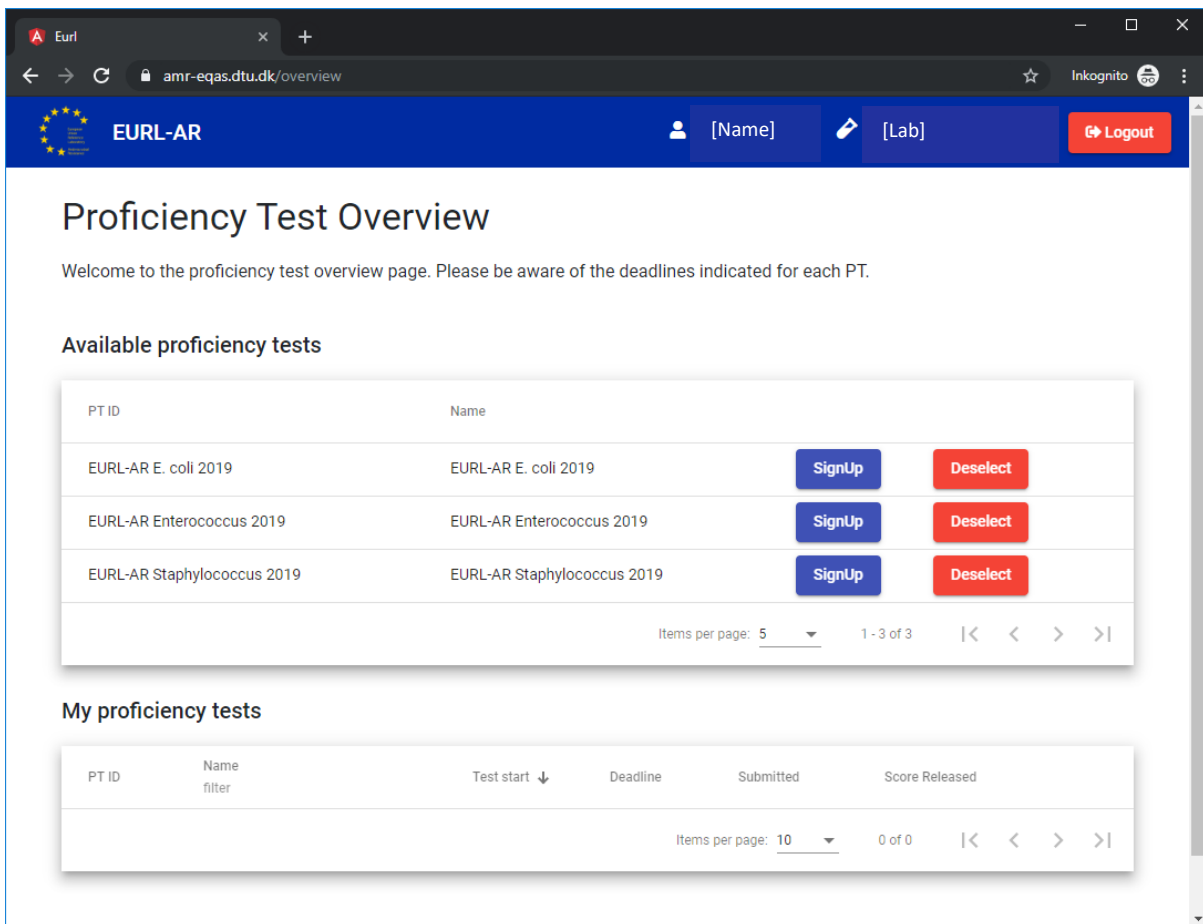 Eurl
amr-eqas.dtu.dk/overview Inkognito
EURL-AR [Name] [Lab] Logout
Proficiency Test Overview
Welcome to the proficiency test overview page. Please be aware of the deadlines indicated for each PT.
Available proficiency tests
PT ID Name
EURL-AR E. coli 2019 EURL-AR E. coli 2019 SignUp Deselect
EURL-AR Enterococcus 2019 EURL-AR Enterococcus 2019 SignUp Deselect
EURL-AR Staphylococcus 2019 EURL-AR Staphylococcus 2019 SignUp Deselect
Items per page: 5 1 - 3 of 3
My proficiency tests
PT ID Name Test start Deadline Submitted Score Released
filter
Items per page: 10 0 of 0